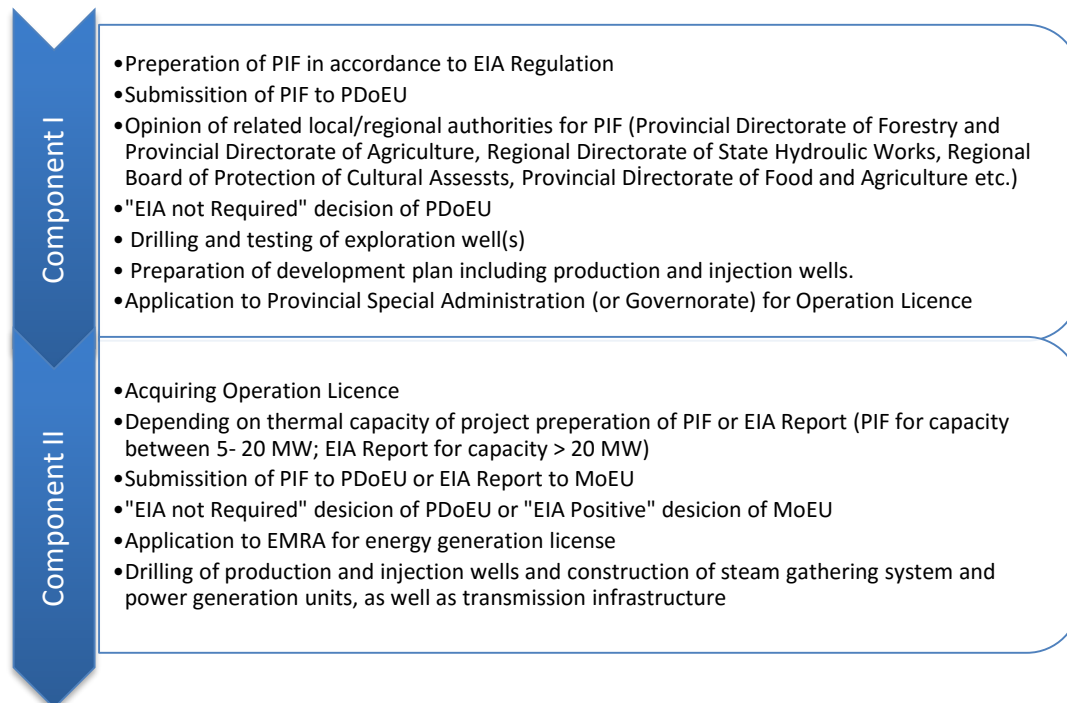 Component I
•Preperation of PIF in accordance to EIA Regulation
•Submissition of PIF to PDoEU
•Opinion of related local/regional authorities for PIF (Provincial Directorate of Forestry and
Provincial Directorate of Agriculture, Regional Directorate of State Hydroulic Works, Regional
Board of Protection of Cultural Assessts, Provincial Dİrectorate of Food and Agriculture etc.)
•"EIA not Required" decision of PDoEU
• Drilling and testing of exploration well(s)
• Preparation of development plan including production and injection wells.
•Application to Provincial Special Administration (or Governorate) for Operation Licence
Component II
•Acquiring Operation Licence
•Depending on thermal capacity of project preperation of PIF or EIA Report (PIF for capacity
between 5- 20 MW; EIA Report for capacity > 20 MW)
•Submissition of PIF to PDoEU or EIA Report to MoEU
•"EIA not Required" desicion of PDoEU or "EIA Positive" desicion of MoEU
•Application to EMRA for energy generation license
•Drilling of production and injection wells and construction of steam gathering system and
power generation units, as well as transmission infrastructure